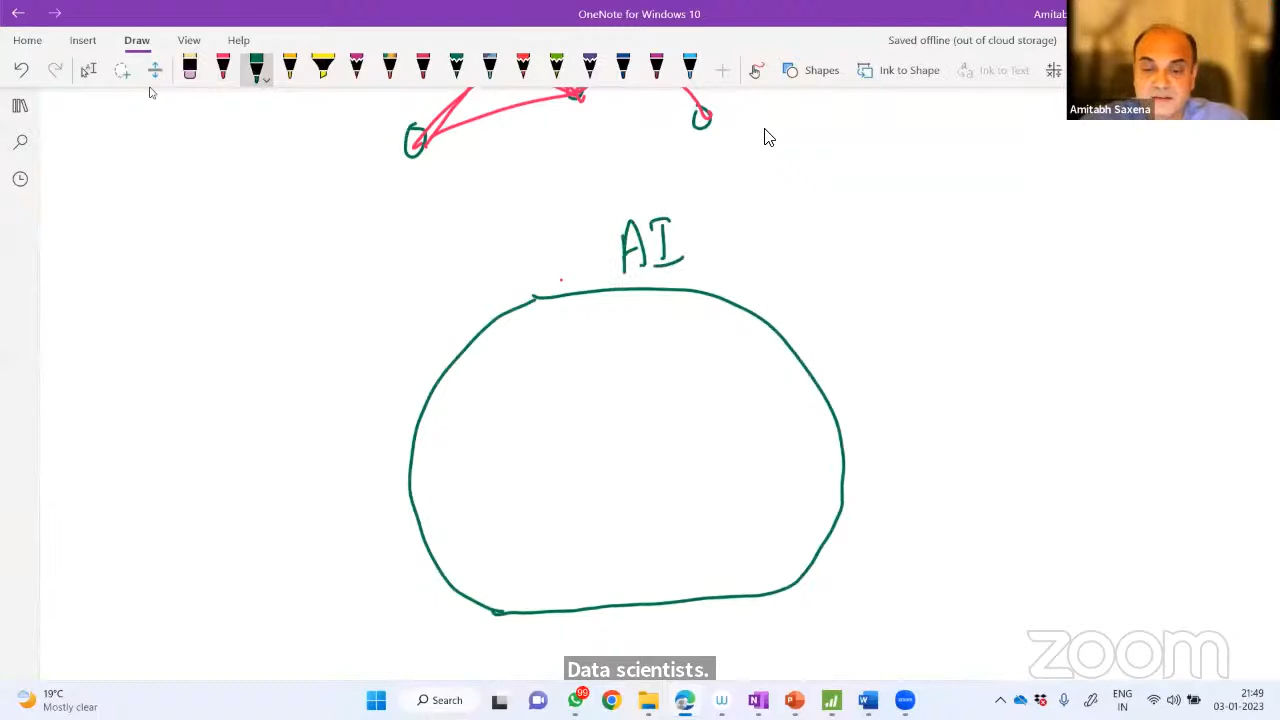 OneNote for Windows 10
Amitab
Home Insert Draw View Help
Saved offline (out of cloud storage)
Shapes Ink to Shape Ink to Text
Amitabh Saxena
AI
zoom
Data scientists.
19°C
Mostly clear
Search
99
ENG
IN
21:49
03-01-2023